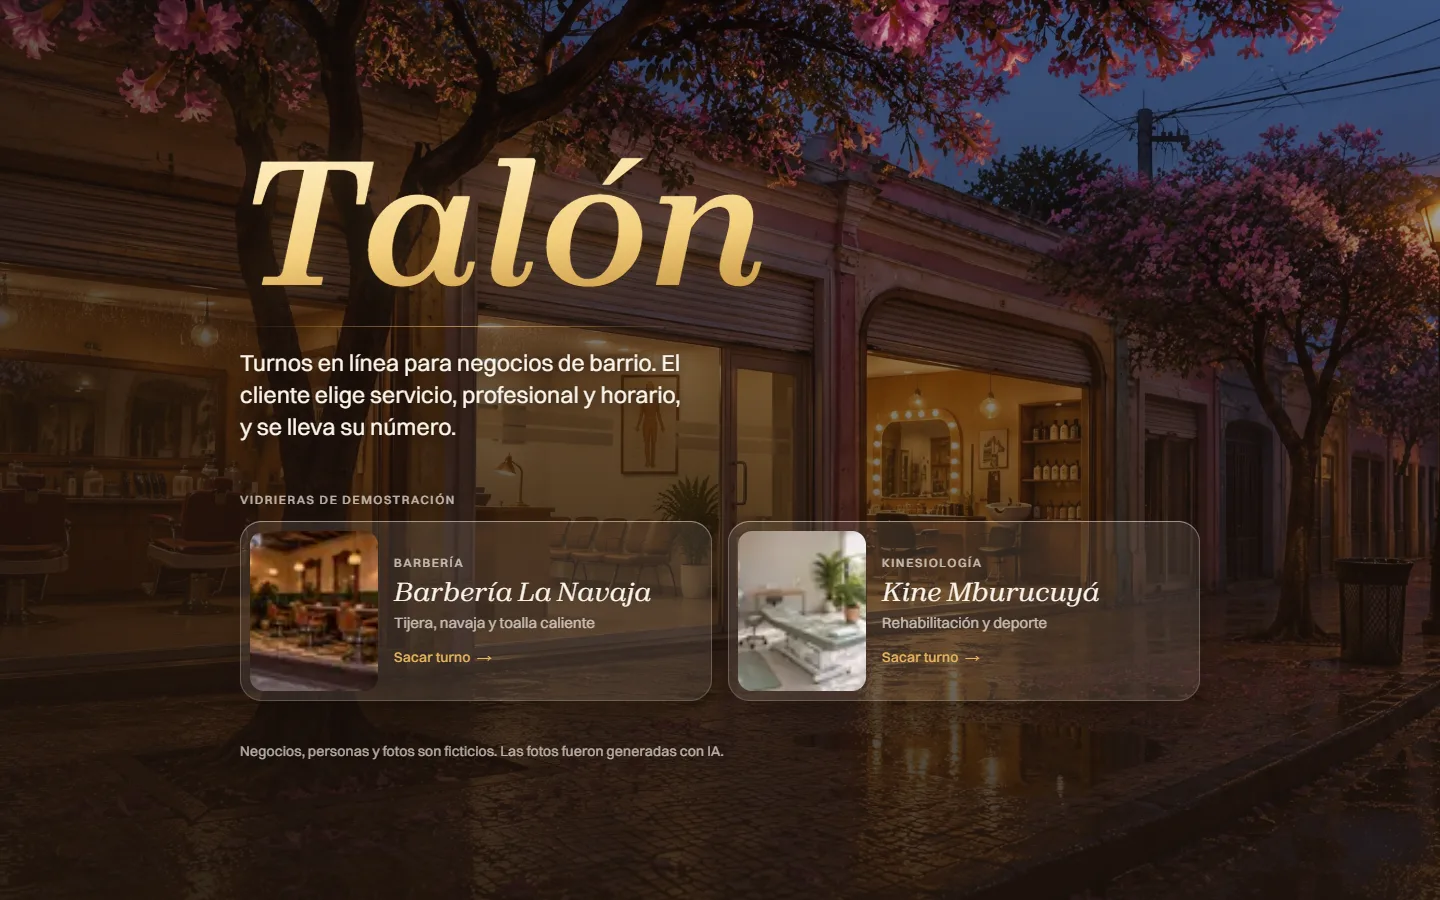 Talón
Turnos en línea para negocios de barrio. El
cliente elige servicio, profesional y horario,
y se lleva su número.
VIDRIERAS DE DEMOSTRACIÓN
BARBERÍA
Barbería La Navaja
Tijera, navaja y toalla caliente
Sacar turno →
KINESIOLOGÍA
Kine Mburucuyá
Rehabilitación y deporte
Sacar turno →
Negocios, personas y fotos son ficticios. Las fotos fueron generadas con IA.